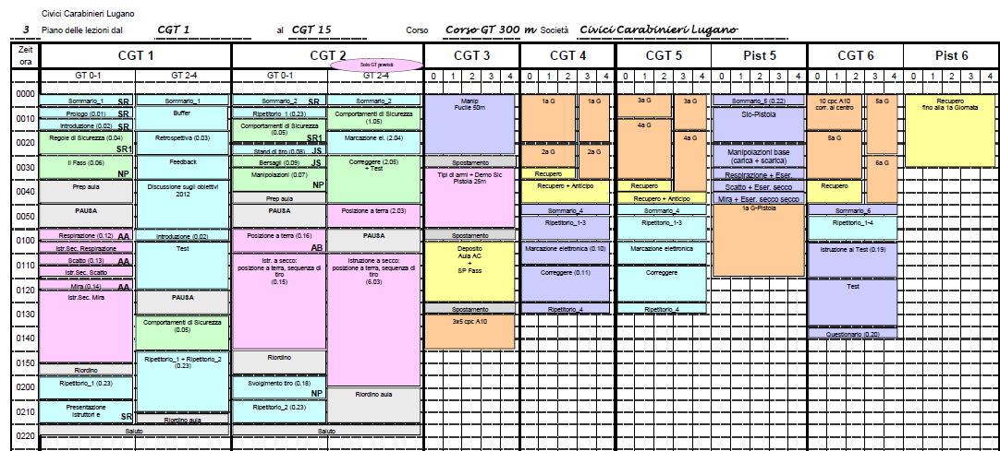 Civici Carabinieri Lugano
3 Piano delle lezioni dal CGT 1 al CGT 15 Corso Corso GT 300 m Società Civici Carabinieri Lugano
Zeit ora CGT 1 CGT 2 CGT 3 CGT 4 CGT 5 Pist 5 CGT 6 Pist 6
Solo GT previsti
GT 0-1 GT 2-4 GT 0-1 GT 2-4 0 1 2 3 4 0 1 2 3 4 0 1 2 3 4 0 1 2 3 4 0 1 2 3 4 0 1 2 3 4
0000
0010
0020
0030
0040
0050
0100
0110
0120
0130
0140
0150
0200
0210
0220
Sommario_1 SR
Prologo (0.01) SR
Introduzione (0.02) SR
Regole di Sicurezza (0.04)
SR1
Il Fass (0.06)
NP
Prep aula
PAUSA
Respirazione (0.12) AA
Istr.Sec. Respirazione
Scatto (0.13) AA
Istr.Sec. Scatto
Mira (0.14) AA
Istr.Sec. Mira
Riordino
Ripetitorio_1 (0.23)
Presentazione
Istruttori e SR
Saluto
Sommario_1
Buffer
Retrospettiva (0.03)
Feedback
Discussione sugli obiettivi
2012
Introduzione (0.02)
Test
PAUSA
Comportamenti di Sicurezza
(0.05)
Ripetitorio_1 + Ripetitorio_2
(0.23)
Riordino aula
Sommario_2 SR
Ripetitorio_1 (0.23)
Comportamenti di Sicurezza
(0.05)
SR1
Stand di tiro (0.08) JS
Bersagli (0.09) JS
Manipolazioni (0.07)
NP
Prep aula
PAUSA
Posizione a terra (0.16)
AB
Istr. a secco:
posizione a terra, sequenza di
tiro
(0.15)
Riordino
Svolgimento tiro (0.18)
NP
Ripetitorio_2 (0.23)
Saluto
Sommario_2
Comportamenti di Sicurezza
(1.05)
Marcazione el. (2.04)
Correggere (2.05)
+ Test
Posizione a terra (2.03)
PAUSA
Istruzione a secco:
posizione a terra, sequenza di
tiro
(6.03)
Riordino aula
Manip
Fucile 50m
Spostamento
Tipi di armi + Demo Sic
Pistola 25m
Spostamento
Deposito
Aula AC
+
SP Fass
Spostamento
3x5 cpc A10
1a G 1a G
2a G 2a G
Recupero
Recupero + Anticipo
Sommario_4
Ripetitorio_1-3
Marcazione elettronica (0.10)
Correggere (0.11)
Ripetitorio_4
3a G 3a G
4a G 4a G
Recupero
Recupero + Anticipo
Sommario_4
Ripetitorio_1-3
Marcazione elettronica
Correggere
Ripetitorio_4
Sommario_5 (0.22)
Sic-Pistola
Manipolazioni base
(carica + scarica)
Respirazione + Eser.
Scatto + Eser. secco
Mira + Eser. secco secco
1a G-Pistola
10 cpc A10
corr. al centro
5a G
5a G
6a G
Recupero
Sommario_6
Ripetitorio_1-4
Istruzione al Test (0.19)
Test
Questionario (0.20)
Recupero
fino alla 1a Giornata